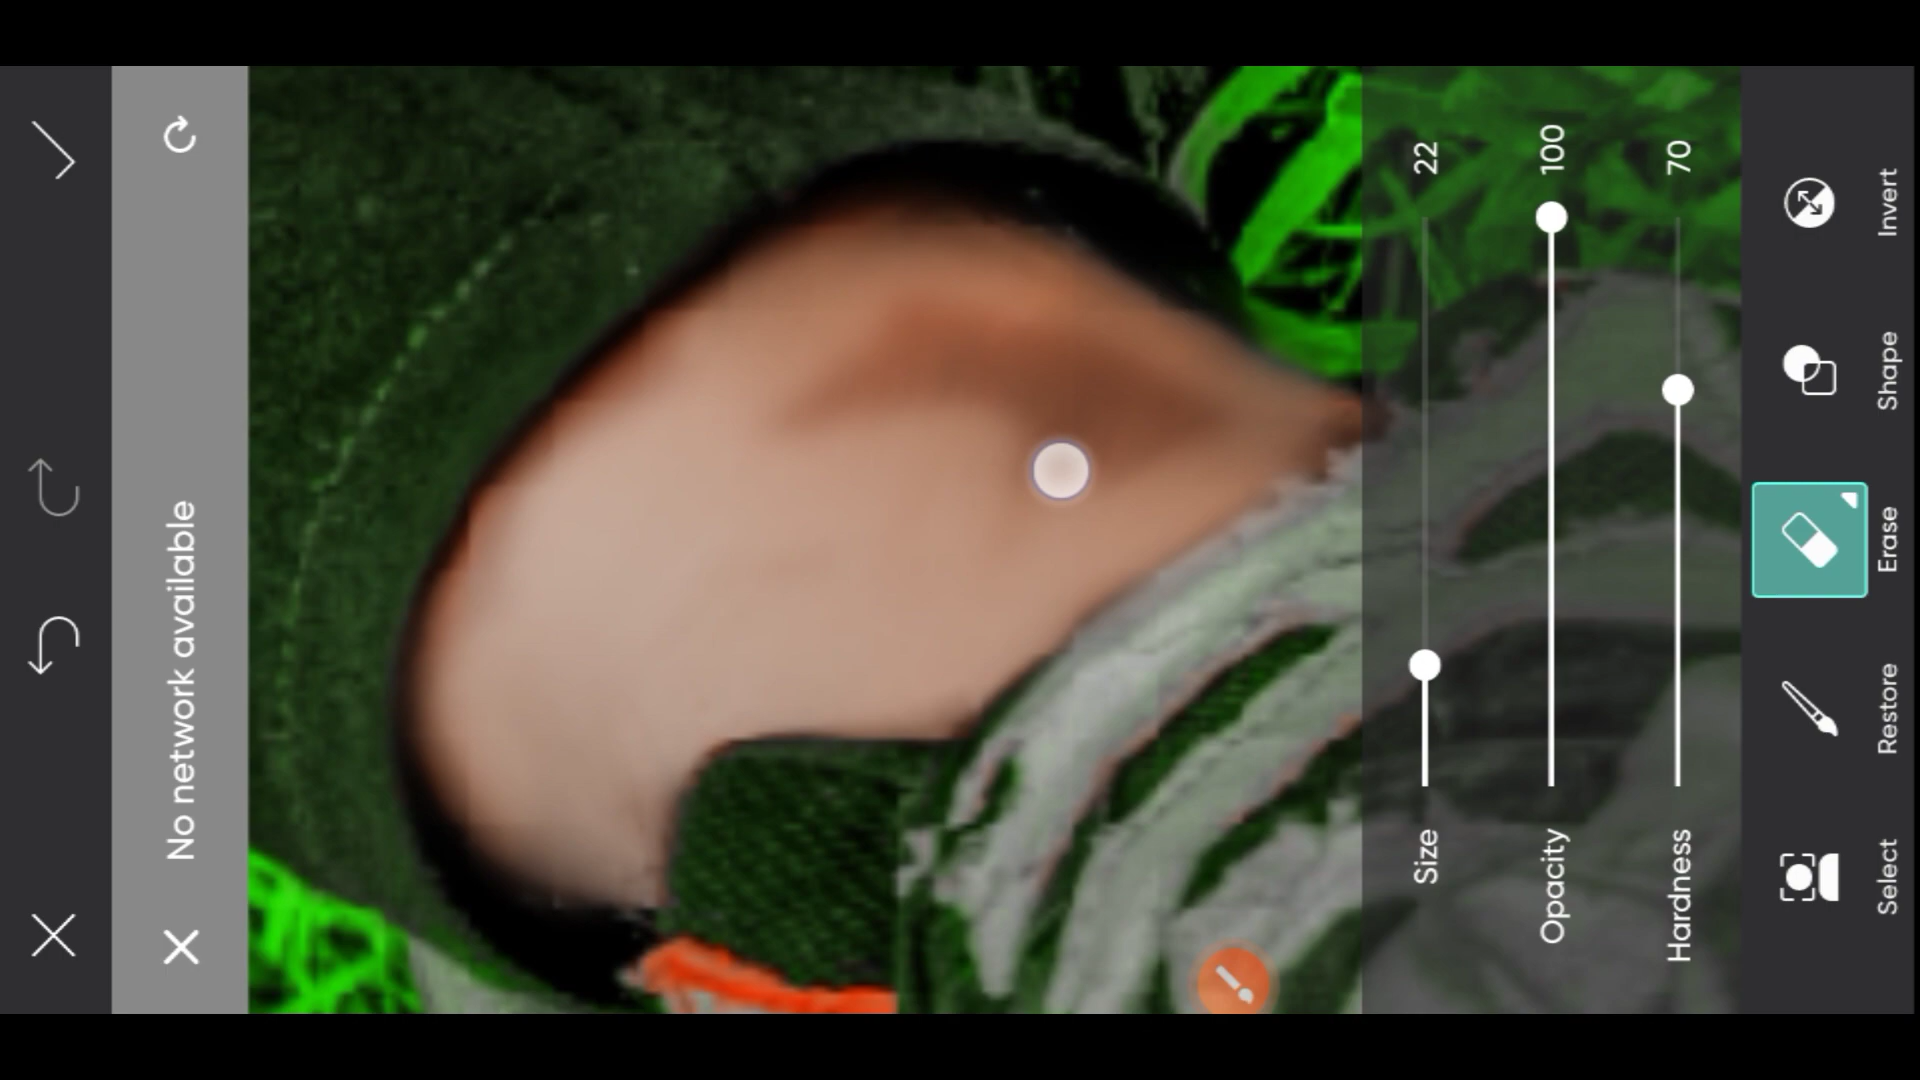 No network available
Size 22
Opacity 100
Hardness 70
Select
Restore
Erase
Shape
Invert